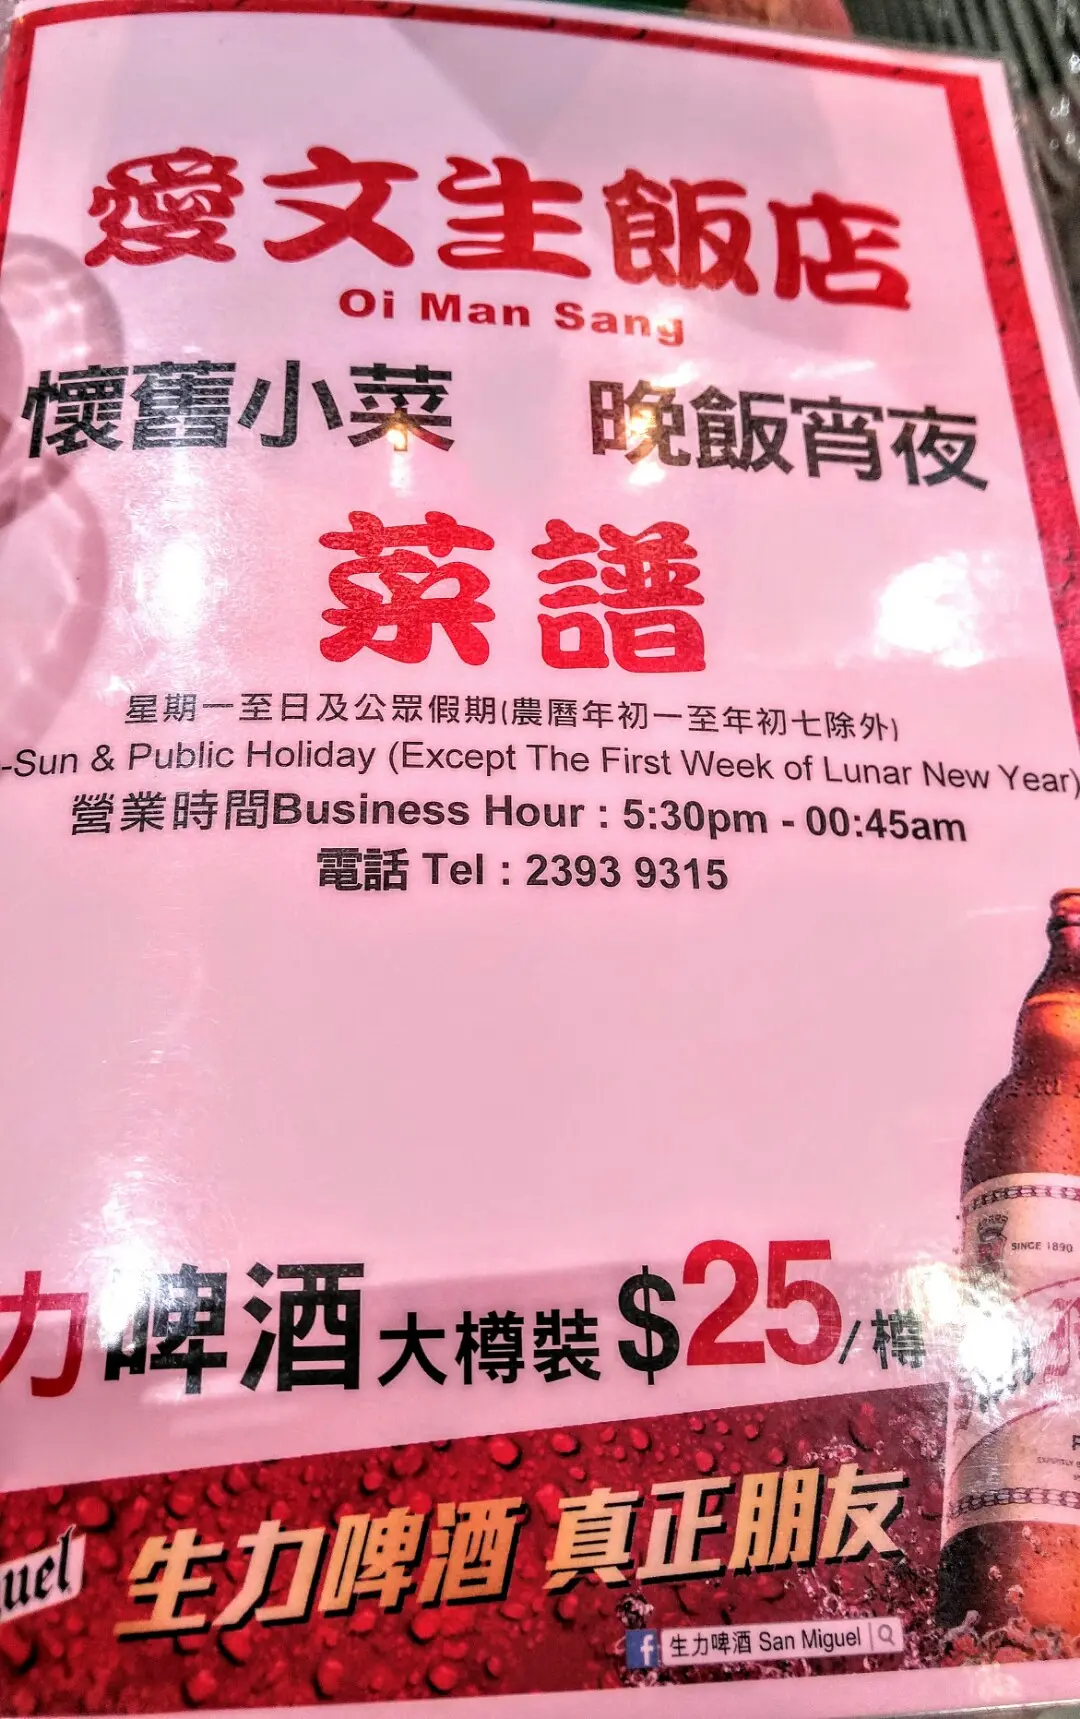 愛文生飯店
Oi Man Sang
懷舊小菜 晚飯宵夜
菜譜
星期一至日及公眾假期(農曆年初一至年初七除外)
-Sun & Public Holiday (Except The First Week of Lunar New Year)
營業時間Business Hour : 5:30pm - 00:45am
電話 Tel : 2393 9315
力啤酒大樽裝$25/樽
SINCE 1890
uel 生力啤酒 真正朋友
f 生力啤酒 San Miguel